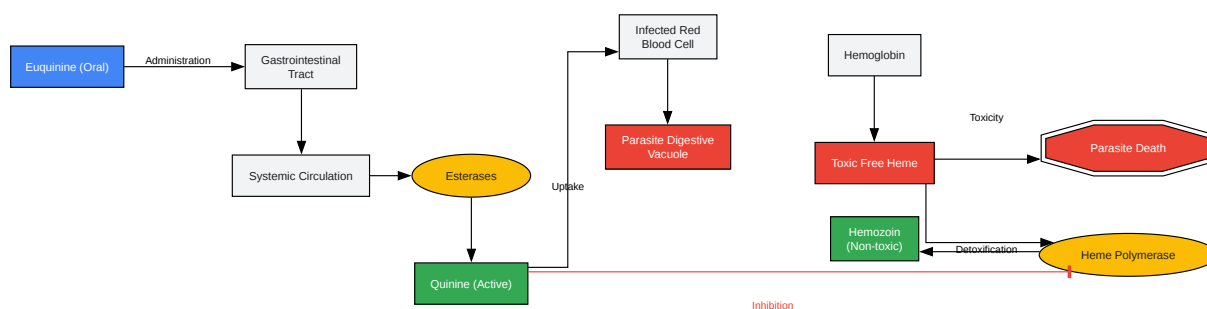 Euquinine (Oral)
Administration
Gastrointestinal
Tract
Systemic Circulation
Esterases
Quinine (Active)
Uptake
Infected Red
Blood Cell
Parasite Digestive
Vacuole
Hemoglobin
Toxic Free Heme
Toxicity
Parasite Death
Hemozoin
(Non-toxic)
Detoxification
Heme Polymerase
Inhibition